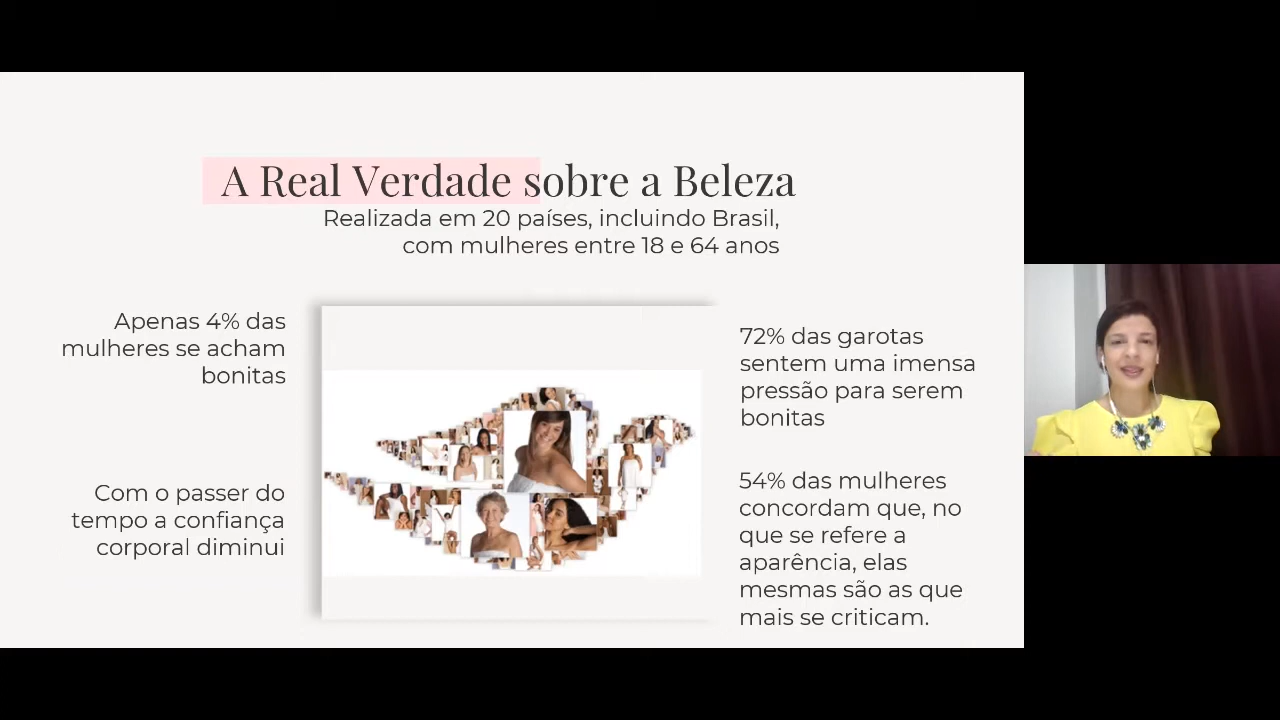 A Real Verdade sobre a Beleza
Realizada em 20 países, incluindo Brasil,
com mulheres entre 18 e 64 anos
Apenas 4% das
mulheres se acham
bonitas
Com o passer do
tempo a confiança
corporal diminui
72% das garotas
sentem uma imensa
pressão para serem
bonitas
54% das mulheres
concordam que, no
que se refere a
aparência, elas
mesmas são as que
mais se criticam.